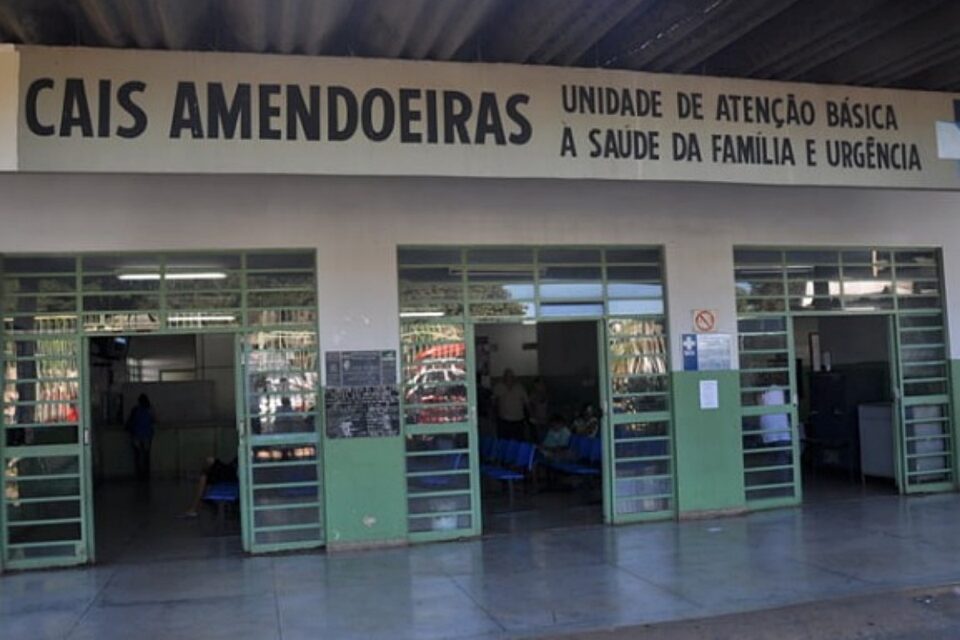 CAIS AMENDOEIRAS
UNIDADE DE ATENÇÃO BÁSICA
À SAÚDE DA FAMÍLIA E URGÊNCIA